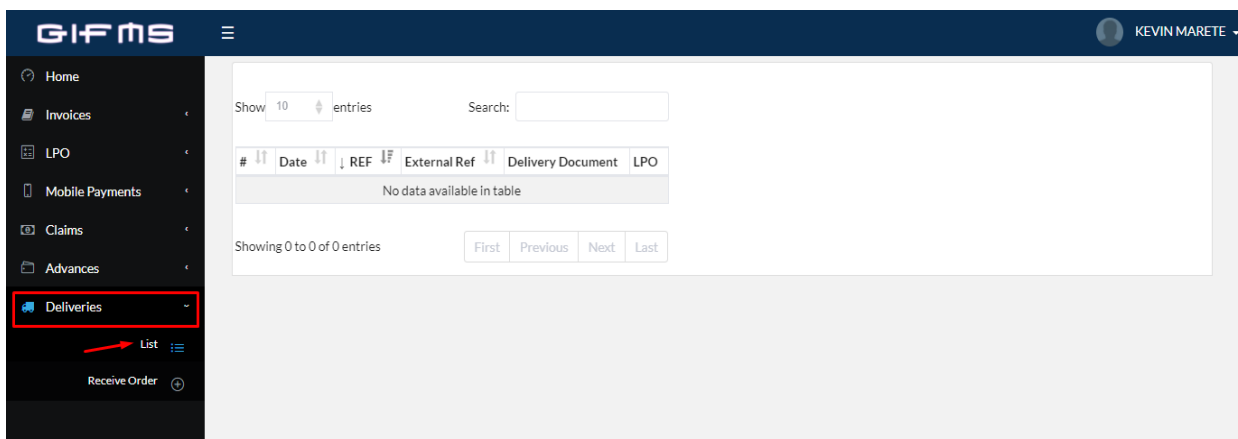 GIFMS
KEVIN MARETE
Home
Invoices
LPO
Mobile Payments
Claims
Advances
Deliveries
List
Receive Order
Show 10 entries Search:
# Date ↓ REF External Ref Delivery Document LPO
No data available in table
Showing 0 to 0 of 0 entries First Previous Next Last